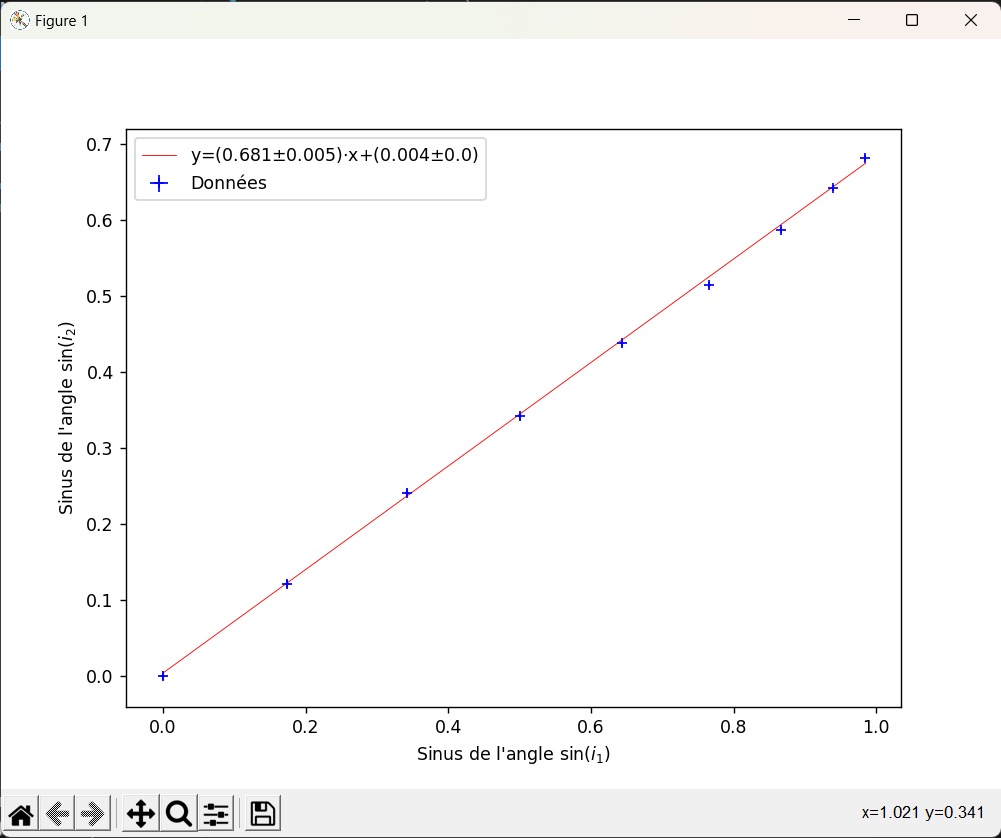 Figure 1
y=(0.681±0.005)·x+(0.004±0.0)
Données
0.7
0.6
0.5
0.4
0.3
0.2
0.1
0.0
Sinus de l'angle sin(i₂)
0.0 0.2 0.4 0.6 0.8 1.0
Sinus de l'angle sin(i₁)
x=1.021 y=0.341